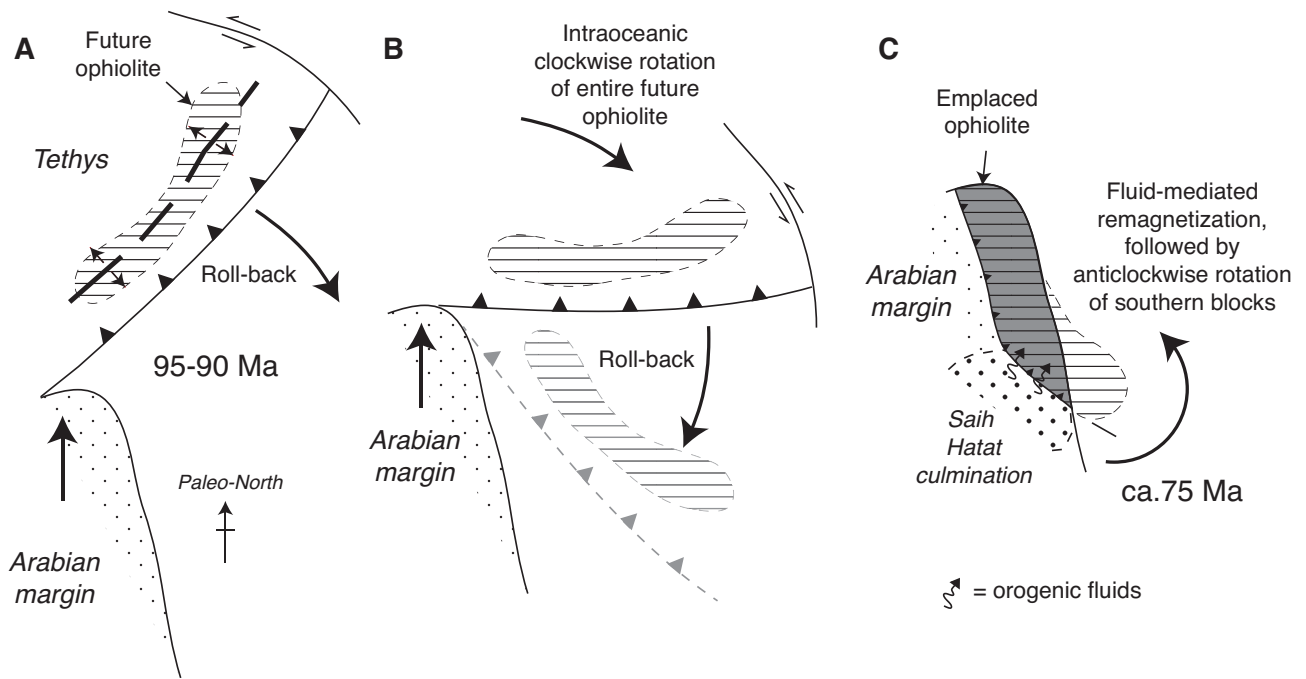 A
Future
ophiolite
Tethys
Roll-back
95-90 Ma
Paleo-North
Arabian
margin
B
Intraoceanic
clockwise rotation
of entire future
ophiolite
Roll-back
Arabian
margin
C
Emplaced
ophiolite
Fluid-mediated
remagnetization,
followed by
anticlockwise rotation
of southern blocks
Arabian
margin
Saih
Hatat
culmination
ca.75 Ma
= orogenic fluids